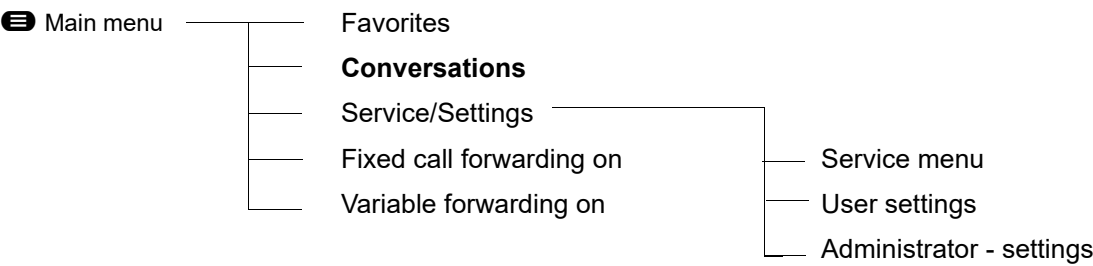 Main menu
Favorites
Conversations
Service/Settings
Fixed call forwarding on
Variable forwarding on
Service menu
User settings
Administrator - settings